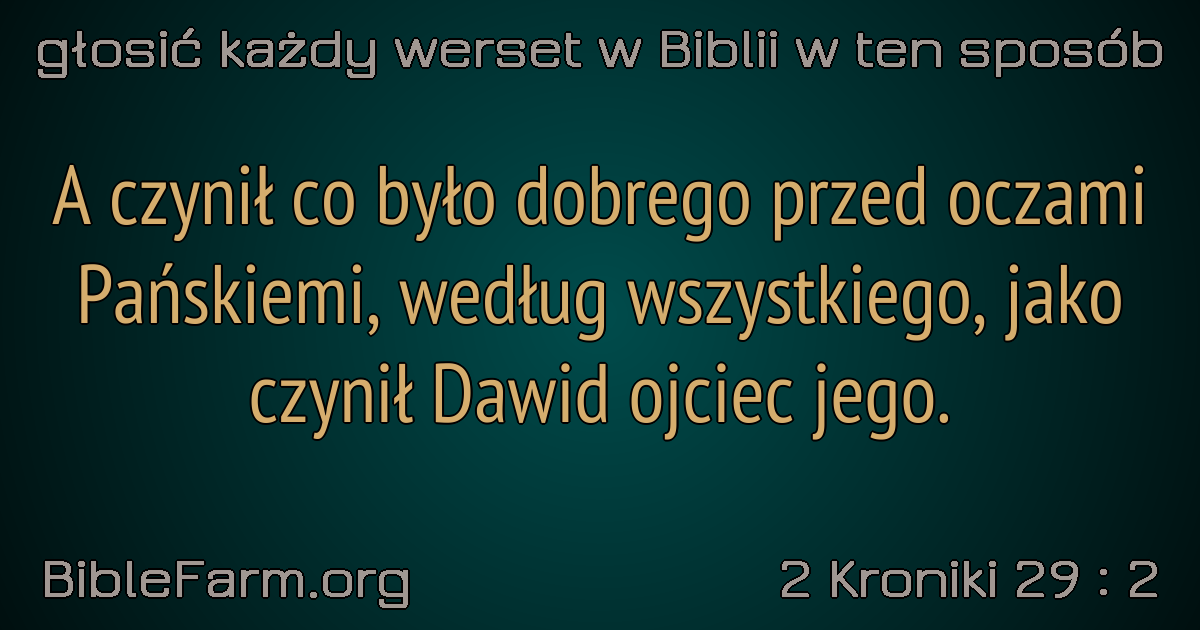 głosić każdy werset w Biblii w ten sposób
A czynił co było dobrego przed oczami
Pańskiemi, według wszystkiego, jako
czynił Dawid ojciec jego.
BibleFarm.org
2 Kroniki 29 : 2